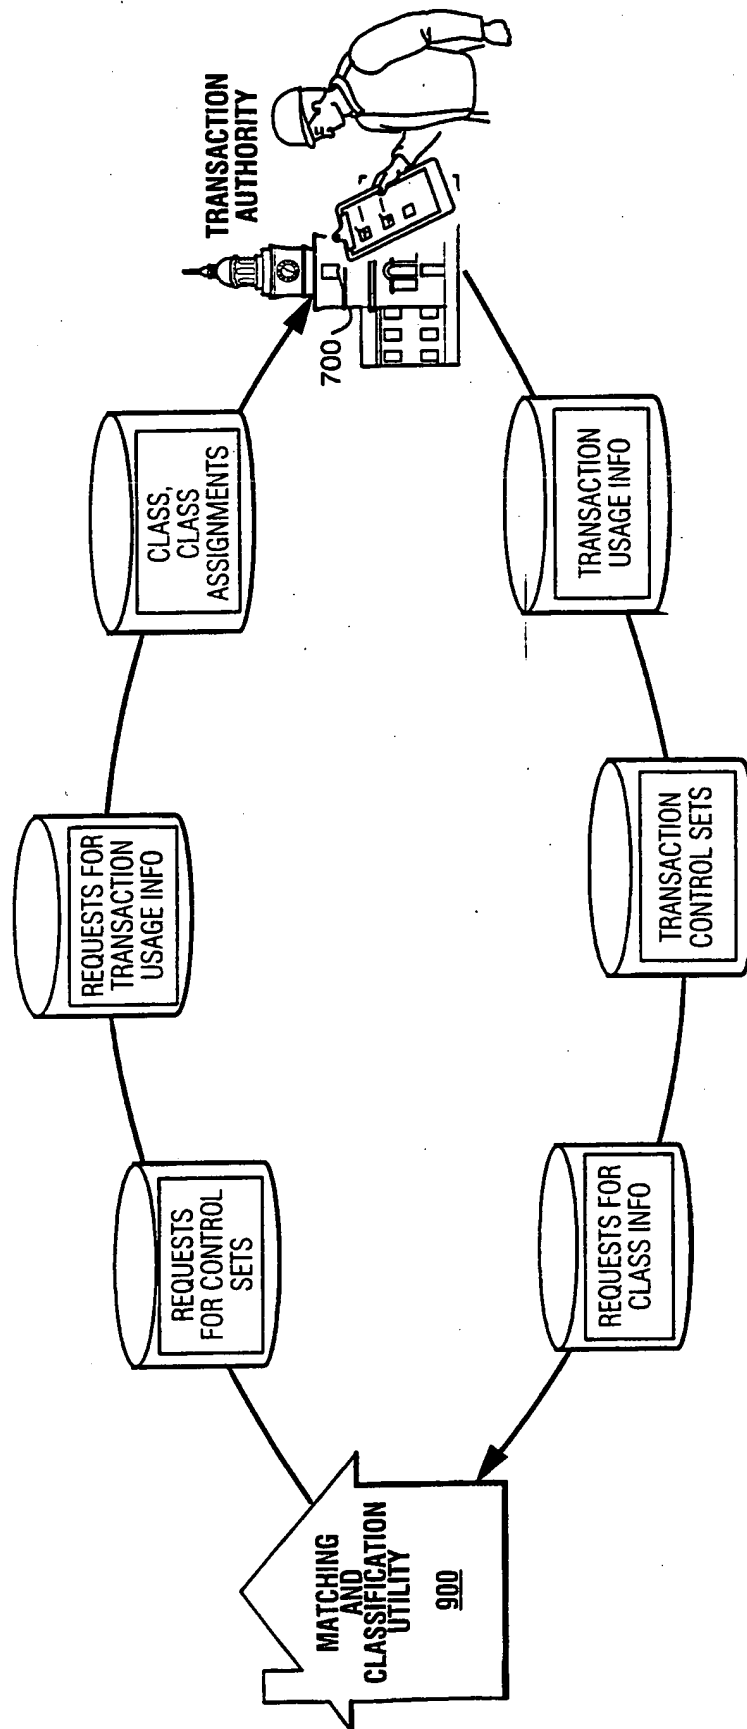 TRANSACTION
AUTHORITY
700
CLASS,
CLASS
ASSIGNMENTS
REQUESTS FOR
TRANSACTION
USAGE INFO
REQUESTS
FOR CONTROL
SETS
MATCHING
AND
CLASSIFICATION
UTILITY
900
REQUESTS FOR
CLASS INFO
TRANSACTION
CONTROL SETS
TRANSACTION
USAGE INFO